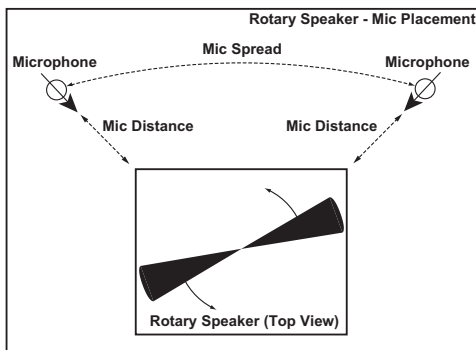 Rotary Speaker - Mic Placement
Mic Spread
Microphone
Microphone
Mic Distance
Mic Distance
Rotary Speaker (Top View)